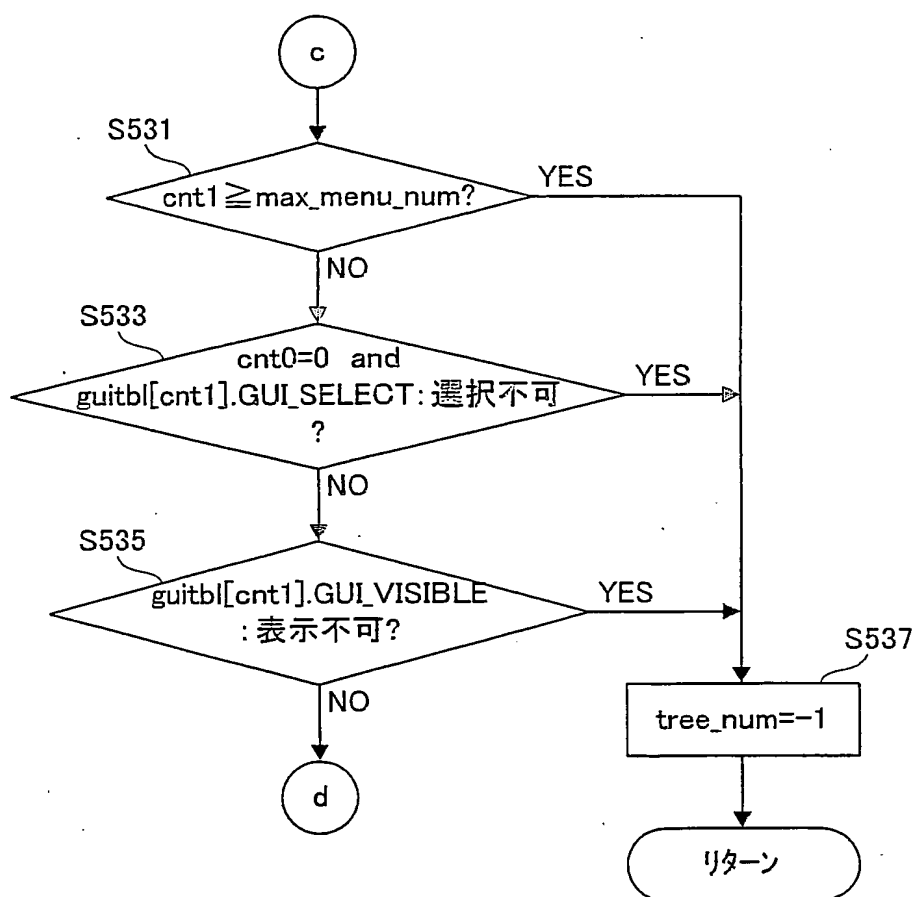 c
S531
cnt1≧max_menu_num?
YES
NO
S533
cnt0=0 and
guitbl[cnt1].GUI_SELECT:選択不可
?
YES
NO
S535
guitbl[cnt1].GUI_VISIBLE
:表示不可?
YES
NO
S537
tree_num=-1
d
リターン